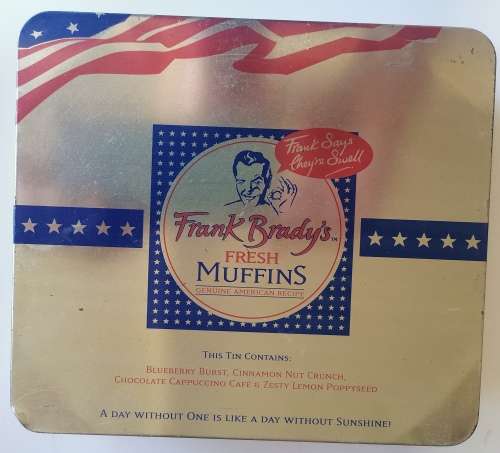 Frank Says
They're Swell
Frank Brady's™
FRESH
MUFFINS
GENUINE AMERICAN RECIPE
THIS TIN CONTAINS:
BLUEBERRY BURST, CINNAMON NUT CRUNCH,
CHOCOLATE CAPPUCCINO CAFE & ZESTY LEMON POPPYSEED
A DAY WITHOUT ONE IS LIKE A DAY WITHOUT SUNSHINE!